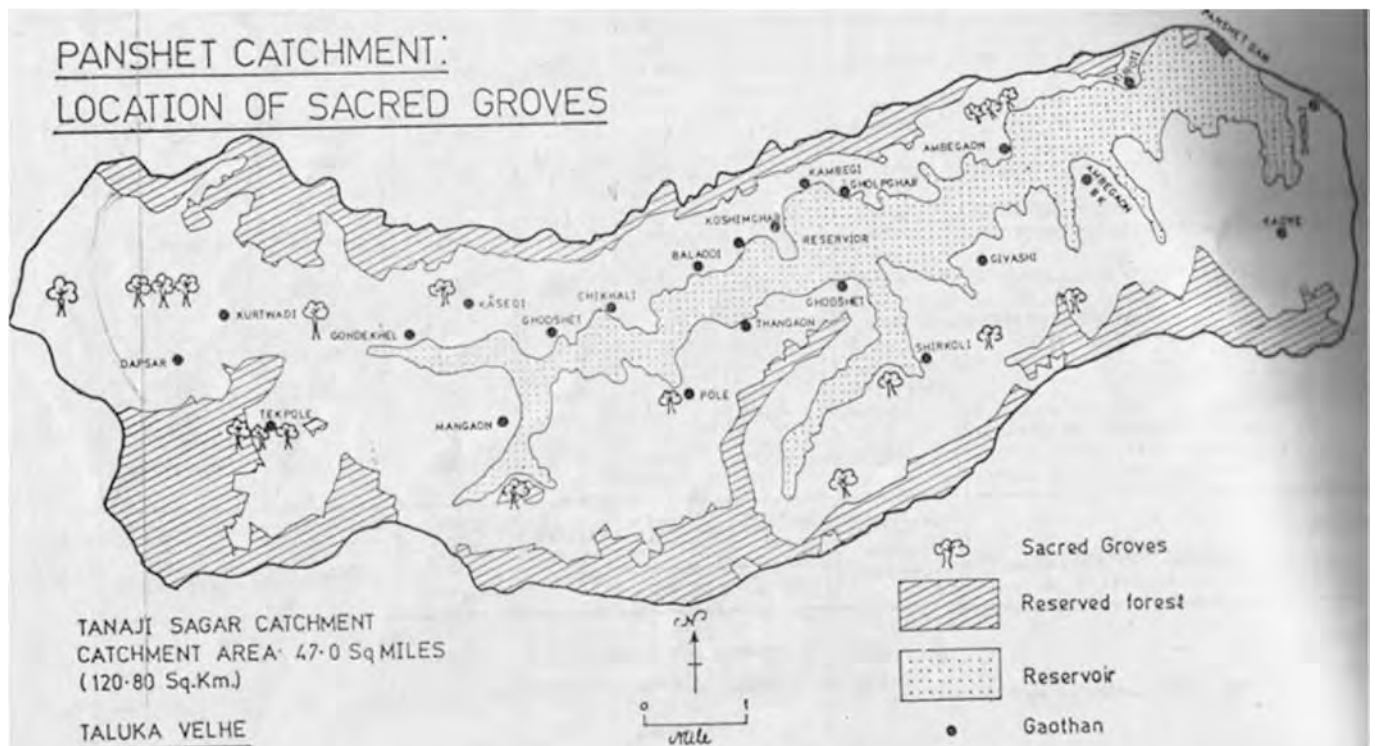 PANSHET CATCHMENT:
LOCATION OF SACRED GROVES
PANSHET DAM
AMBEGAON
KAMBEGI
GHOLPGHAR
AMBEGAON
B K
KOSHIMGHAR
RESERVIOR
KADVE
BALADDI
GIVASHI
KASEDI
CHIKHALI
GHODSHET
KURTWADI
GONDEKHEL
GHODSHET
THANGAON
SHIRKOLI
DAPSAR
POLE
TEKPOLE
MANGAON
Sacred Groves
Reserved forest
Reservoir
Gaothan
TANAJI SAGAR CATCHMENT
CATCHMENT AREA· 47·0 Sq MILES
(120·80 Sq.Km.)
TALUKA VELHE
N
0 1
Mile